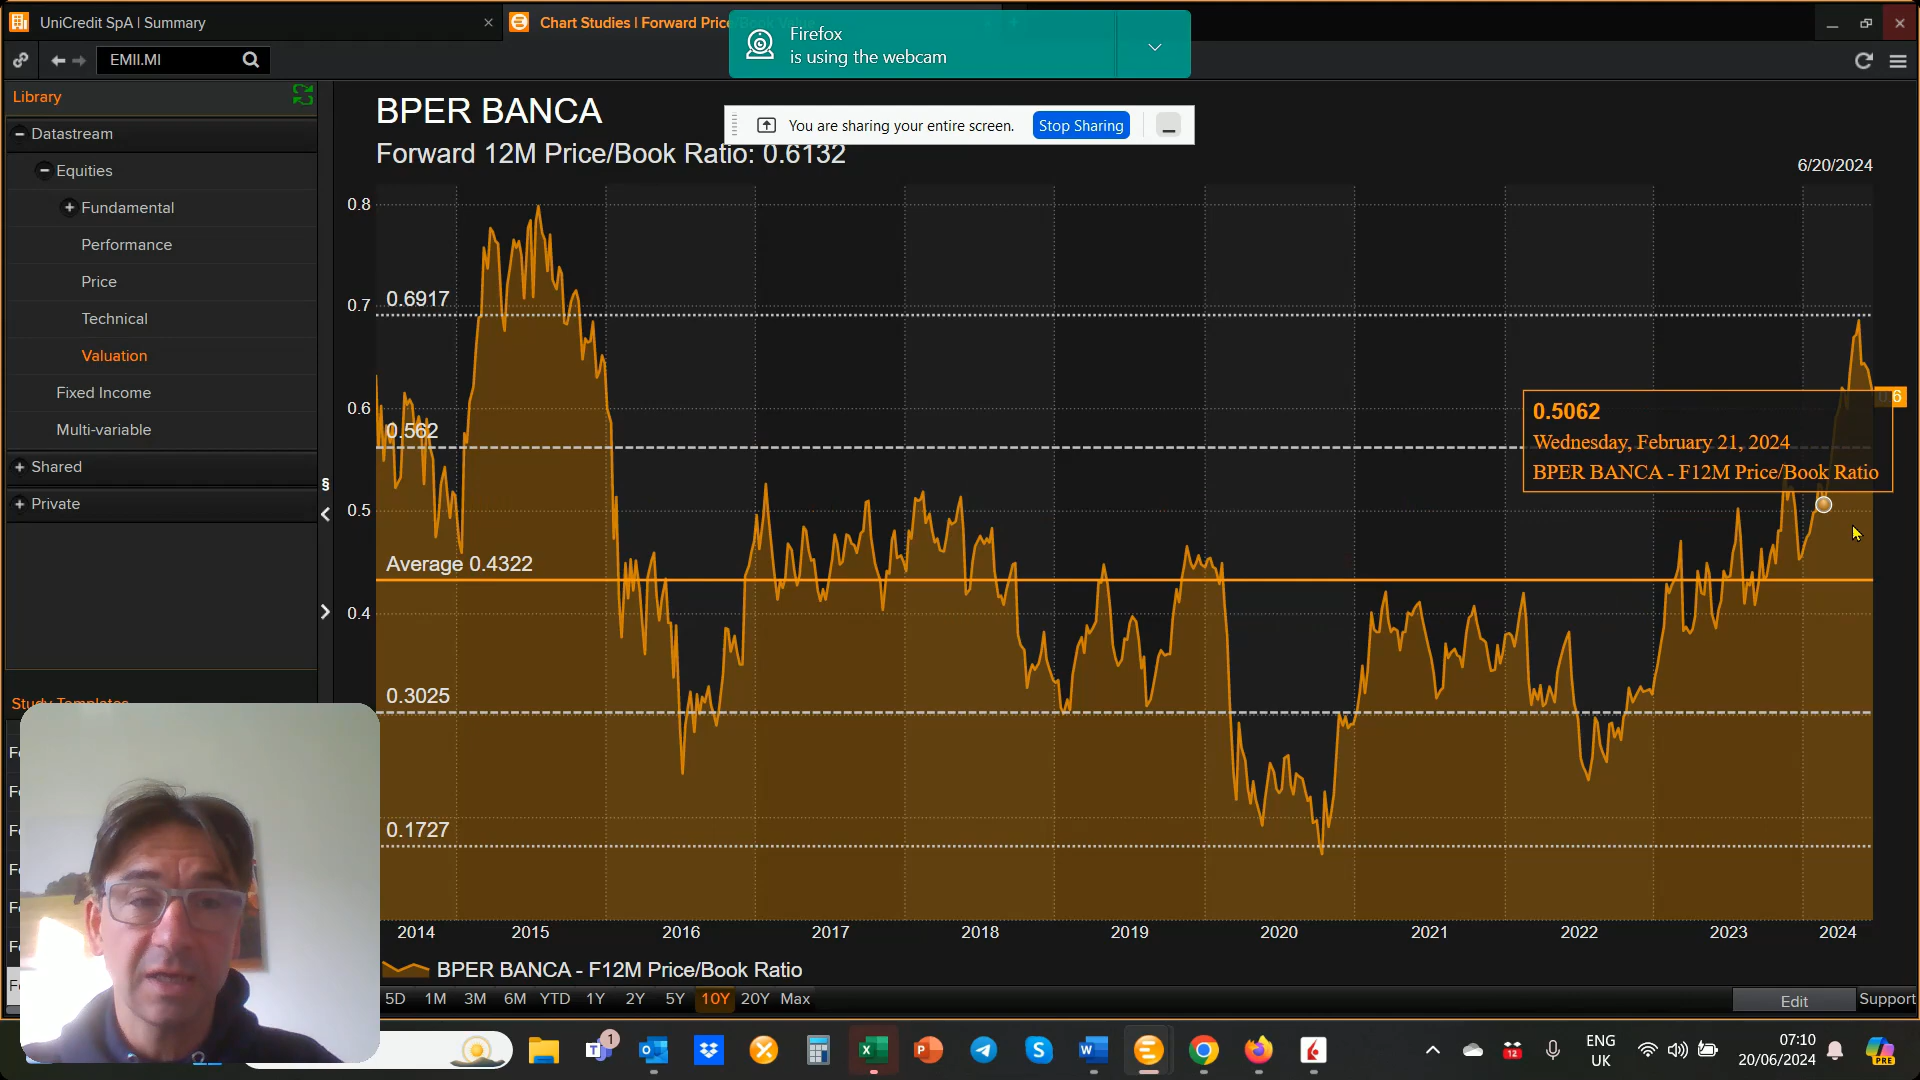 UniCredit SpA | Summary
Chart Studies | Forward Price
Firefox
is using the webcam
EMII.MI
Library
Datastream
Equities
Fundamental
Performance
Price
Technical
Valuation
Fixed Income
Multi-variable
Shared
Private
BPER BANCA
You are sharing your entire screen.
Stop Sharing
Forward 12M Price/Book Ratio: 0.6132
6/20/2024
0.8
0.7
0.6
0.5
0.4
0.6917
0.562
Average 0.4322
0.3025
0.1727
0.5062
Wednesday, February 21, 2024
BPER BANCA - F12M Price/Book Ratio
2014 2015 2016 2017 2018 2019 2020 2021 2022 2023 2024
BPER BANCA - F12M Price/Book Ratio
5D 1M 3M 6M YTD 1Y 2Y 5Y 10Y 20Y Max
Edit
Support
1
12
ENG
UK
07:10
20/06/2024
PRE